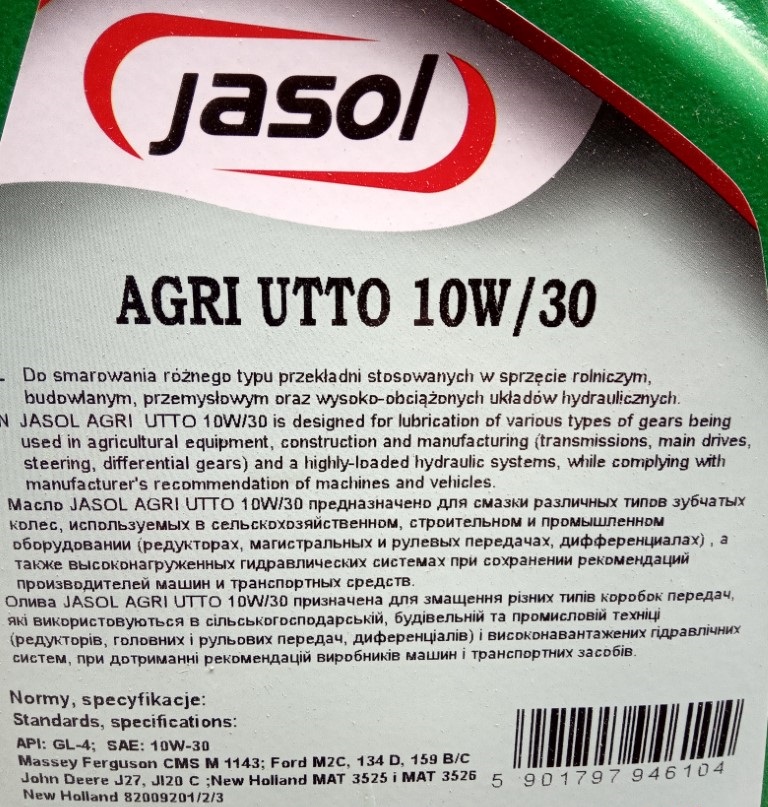 jasol
AGRI UTTO 10W/30
Do smarowania różnego typu przekładni stosowanych w sprzęcie rolniczym,
budowlanym, przemysłowym oraz wysoko-obciążonych układów hydraulicznych.
N JASOL AGRI UTTO 10W/30 is designed for lubrication of various types of gears being
used in agricultural equipment, construction and manufacturing (transmissions, main drives,
steering, differential gears) and a highly-loaded hydraulic systems, while complying with
manufacturer's recommendation of machines and vehicles.
Масло JASOL AGRI UTTO 10W/30 предназначено для смазки различных типов зубчатых
колес, используемых в сельскохозяйственном, строительном и промышленном
оборудовании (редукторах, магистральных и рулевых передачах, дифференциалах) , а
также высоконагруженных гидравлических системах при сохранении рекомендаций
производителей машин и транспортных средств.
Олива JASOL AGRI UTTO 10W/30 призначена для змащення різних типів коробок передач,
які використовуються в сільськогосподарській, будівельній та промисловій техніці
(редукторів, головних і рульових передач, диференціалів) і високонавантажених гідравлічних
систем, при дотриманні рекомендацій виробників машин і транспортних засобів.
Normy, specyfikacje:
Standards, specifications:
API: GL-4; SAE: 10W-30
Massey Ferguson CMS M 1143; Ford M2C, 134 D, 159 B/C
John Deere J27, JI20 C ;New Holland MAT 3525 i MAT 3526
New Holland 82009201/2/3
5 901797 946104